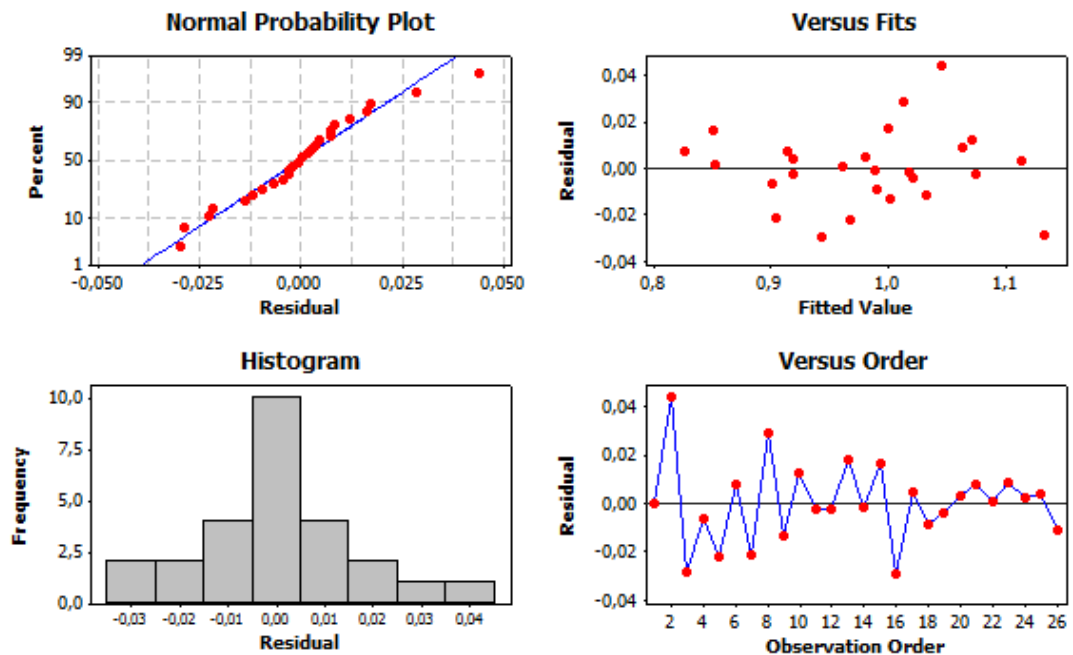 Normal Probability Plot
99
90
50
10
1
Percent
-0,050 -0,025 0,000 0,025 0,050
Residual
Versus Fits
0,04
0,02
0,00
-0,02
-0,04
Residual
0,8 0,9 1,0 1,1
Fitted Value
Histogram
10,0
7,5
5,0
2,5
0,0
Frequency
-0,03 -0,02 -0,01 0,00 0,01 0,02 0,03 0,04
Residual
Versus Order
0,04
0,02
0,00
-0,02
-0,04
Residual
2 4 6 8 10 12 14 16 18 20 22 24 26
Observation Order